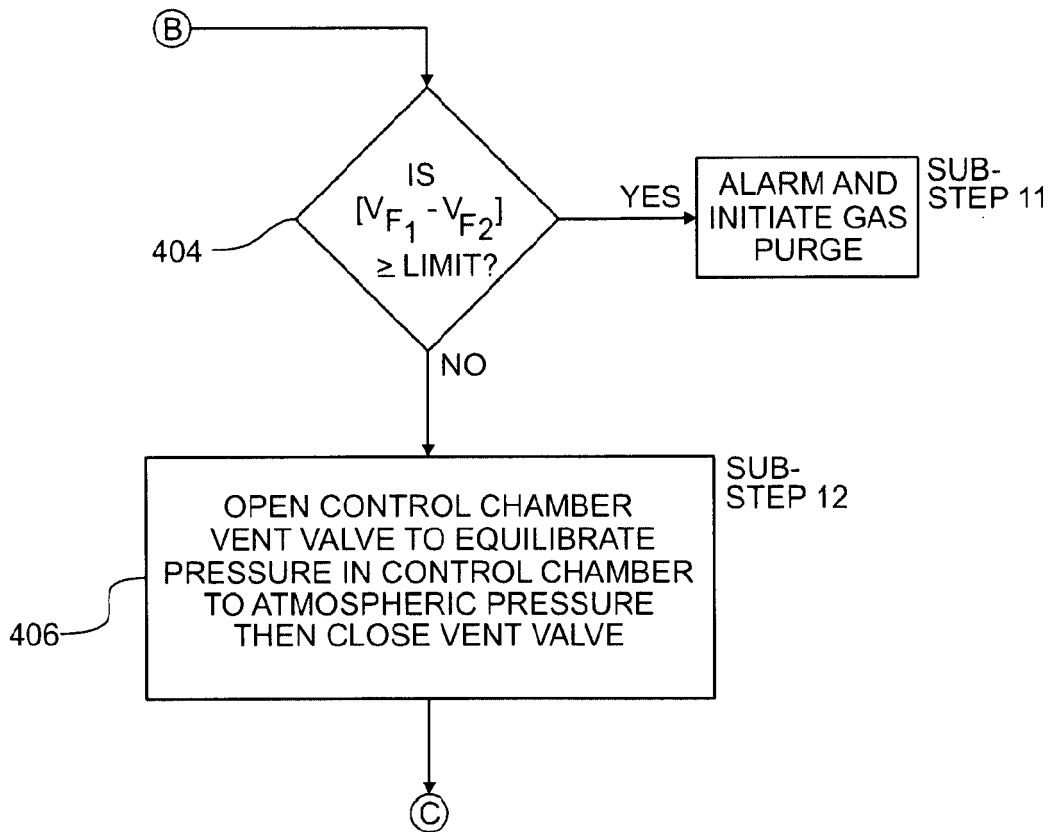 B
IS
[VF1 - VF2]
≥ LIMIT?
404
YES
ALARM AND
INITIATE GAS
PURGE
SUB-
STEP 11
NO
SUB-
STEP 12
OPEN CONTROL CHAMBER
VENT VALVE TO EQUILIBRATE
PRESSURE IN CONTROL CHAMBER
TO ATMOSPHERIC PRESSURE
THEN CLOSE VENT VALVE
406
C